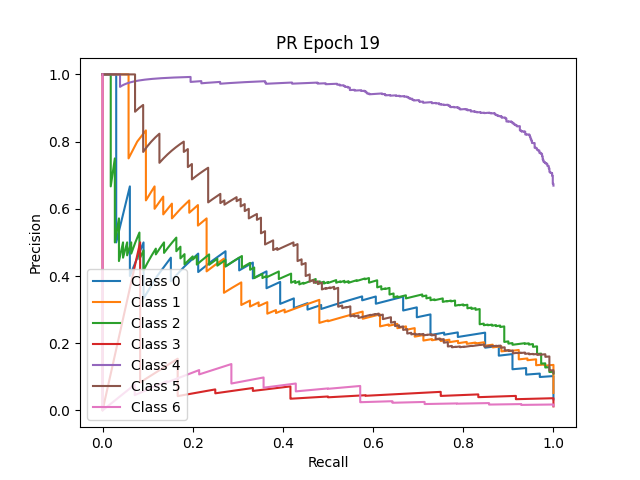 PR Epoch 19
Precision
1.0
0.8
0.6
0.4
0.2
0.0
Class 0
Class 1
Class 2
Class 3
Class 4
Class 5
Class 6
0.0 0.2 0.4 0.6 0.8 1.0
Recall